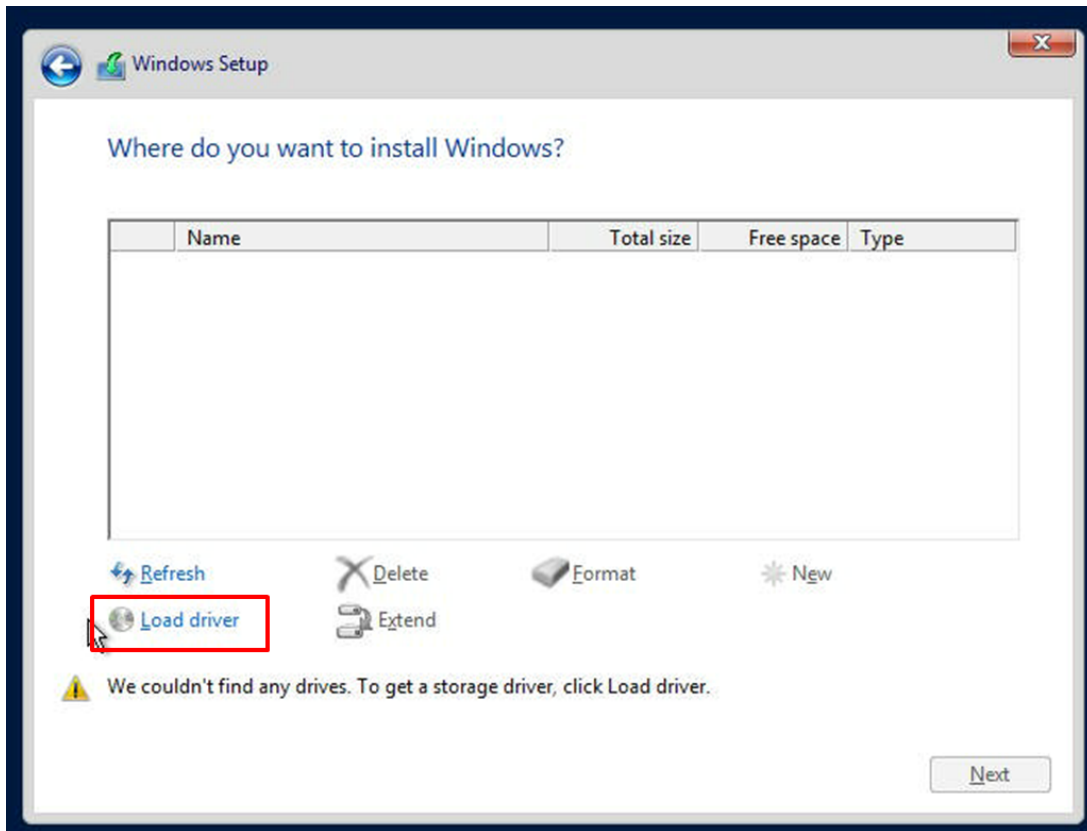 Windows Setup
Where do you want to install Windows?
Name Total size Free space Type
Refresh Delete Format New
Load driver Extend
We couldn't find any drives. To get a storage driver, click Load driver.
Next